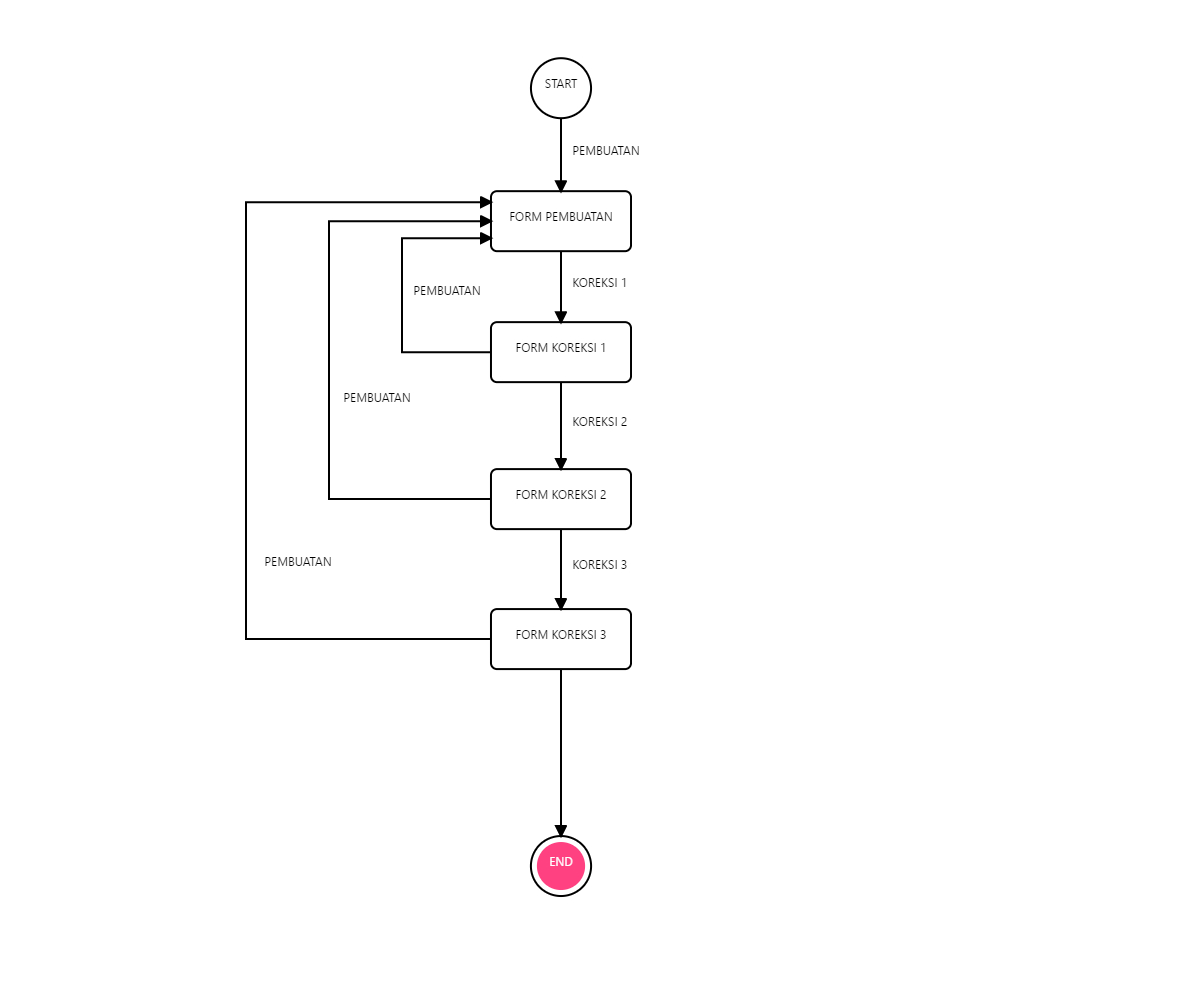 START
PEMBUATAN
FORM PEMBUATAN
KOREKSI 1
PEMBUATAN
FORM KOREKSI 1
PEMBUATAN
KOREKSI 2
FORM KOREKSI 2
PEMBUATAN
KOREKSI 3
FORM KOREKSI 3
END